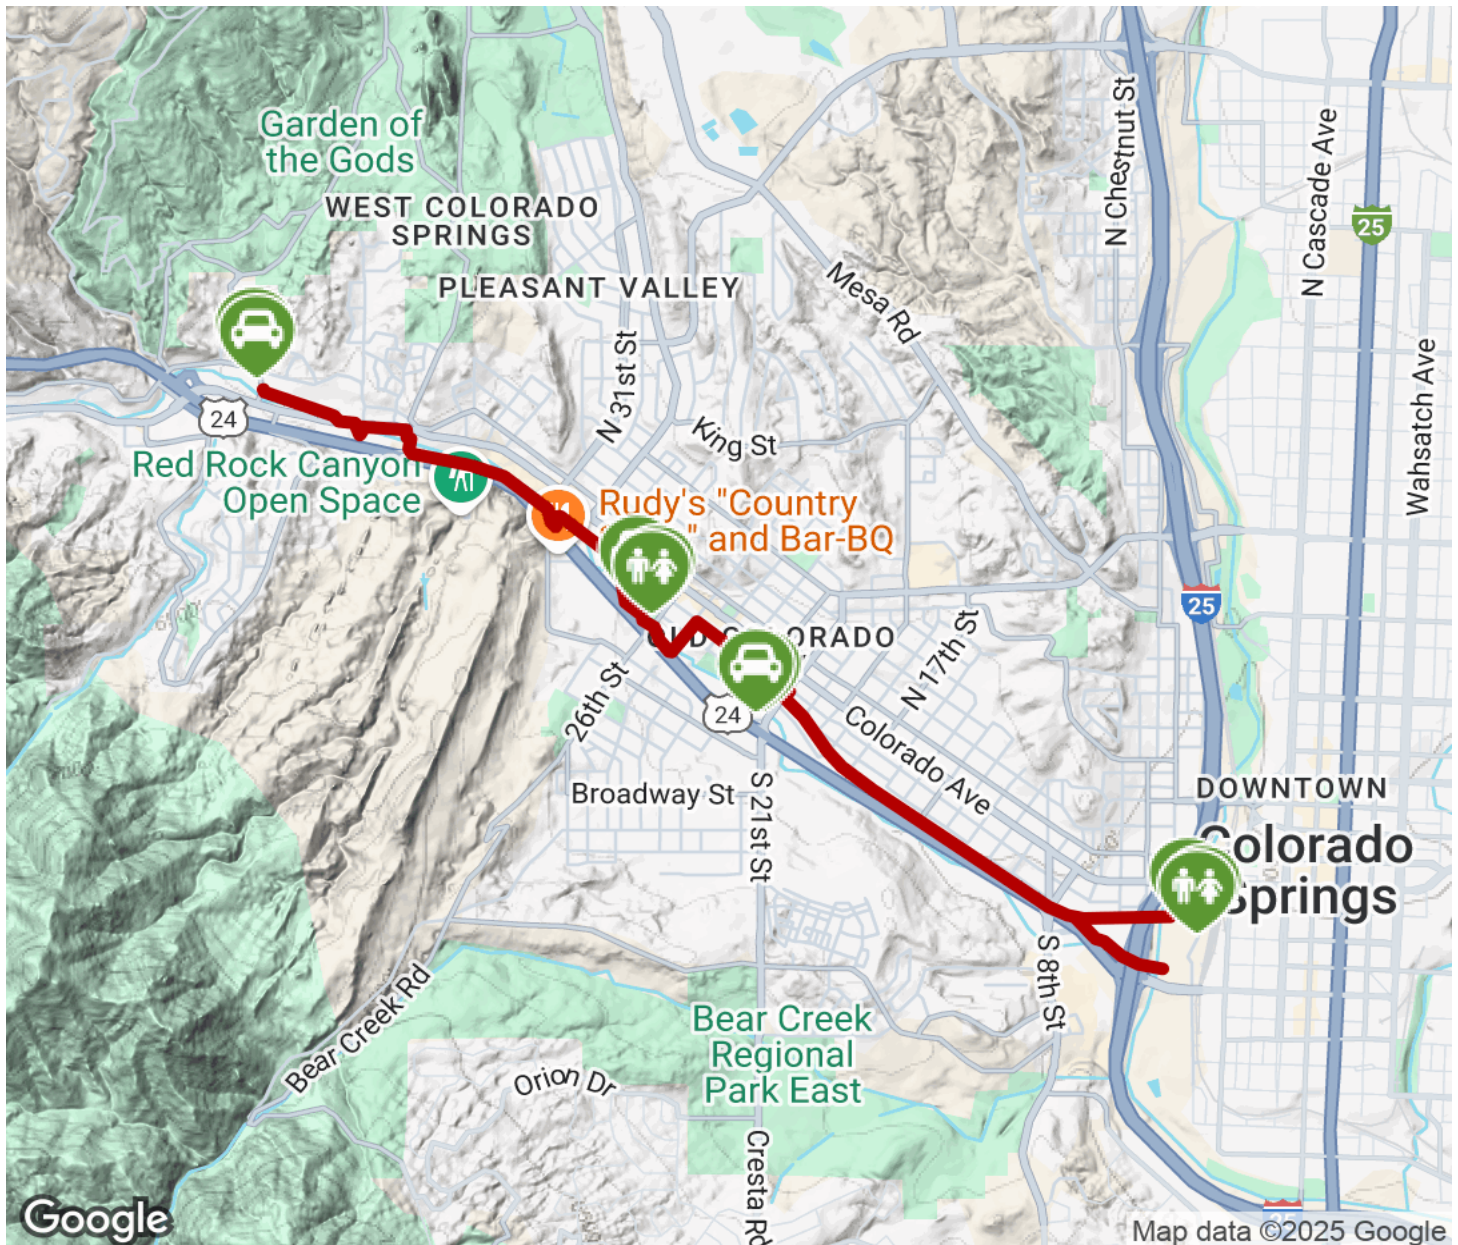 Garden of
the Gods
WEST COLORADO
SPRINGS
PLEASANT VALLEY
N Chestnut St
N Cascade Ave
25
Mesa Rd
N 31st St
King St
Wahsatch Ave
24
Red Rock Canyon
Open Space
Rudy's "Country
" and Bar-BQ
25
N 17th St
26th St
24
Colorado Ave
Broadway St
S 21st St
DOWNTOWN
Colorado
Springs
S 8th St
Bear Creek Rd
Bear Creek
Regional
Park East
Orion Dr
Cresta Rd
Google
Map data ©2025 Google